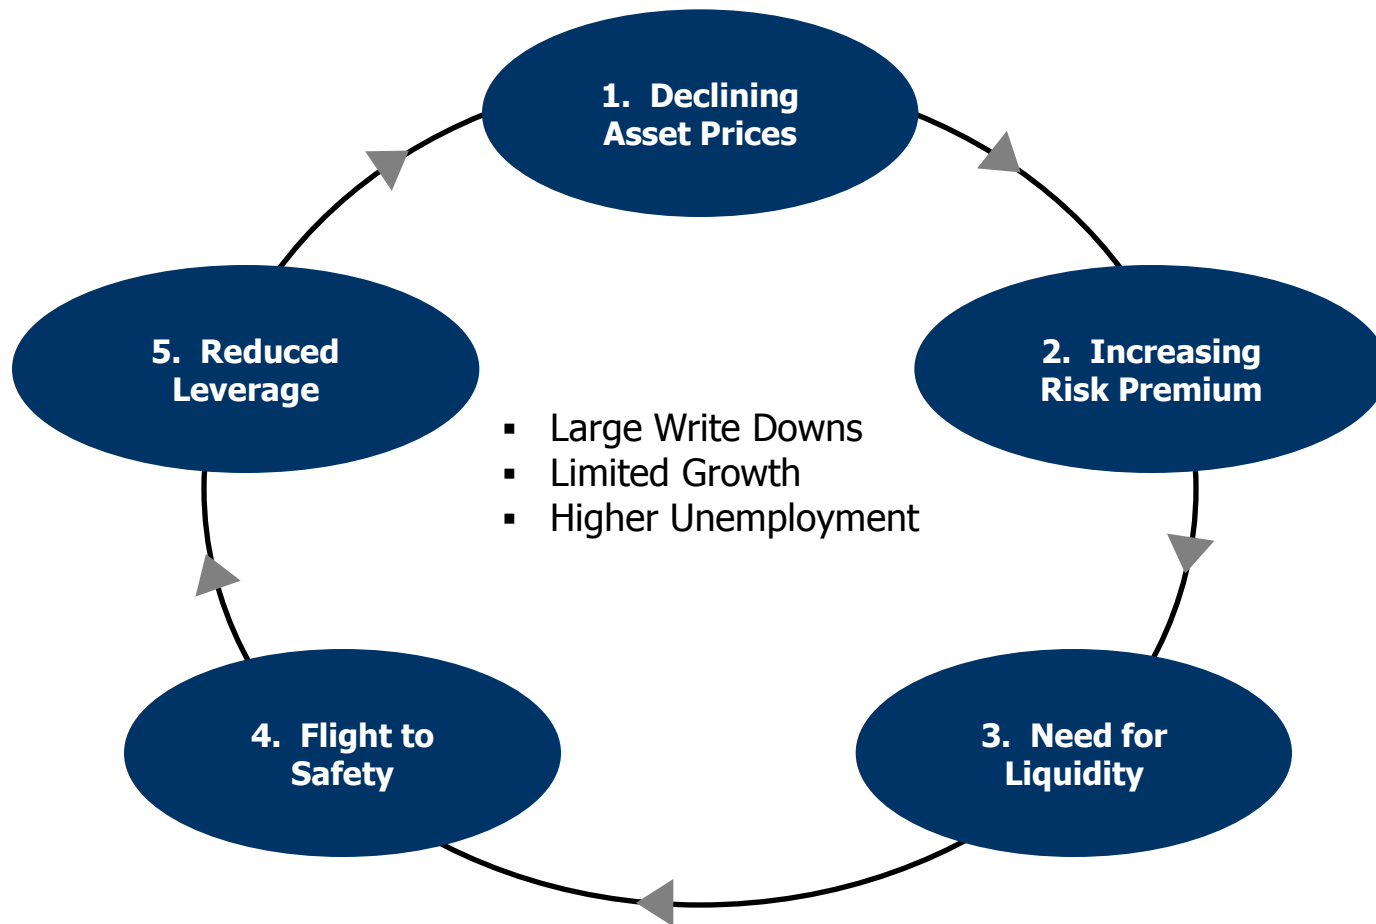 1. Declining
Asset Prices
2. Increasing
Risk Premium
3. Need for
Liquidity
4. Flight to
Safety
5. Reduced
Leverage
▪ Large Write Downs
▪ Limited Growth
▪ Higher Unemployment